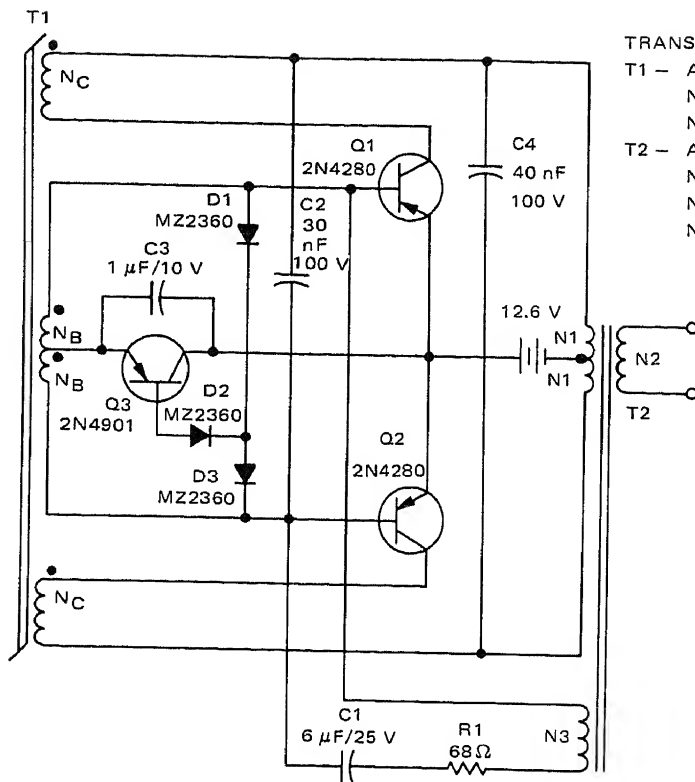 T1
TRANS
T1 – A
N
N
T2 – A
N
N
N
NC
Q1
2N4280
C4
40 nF
100 V
D1
MZ2360
C2
30
nF
100 V
C3
1 µF/10 V
12.6 V
NB
NB
N1
N1
N2
T2
D2
MZ2360
Q3
2N4901
D3
MZ2360
Q2
2N4280
NC
C1
6 µF/25 V
R1
68Ω
N3